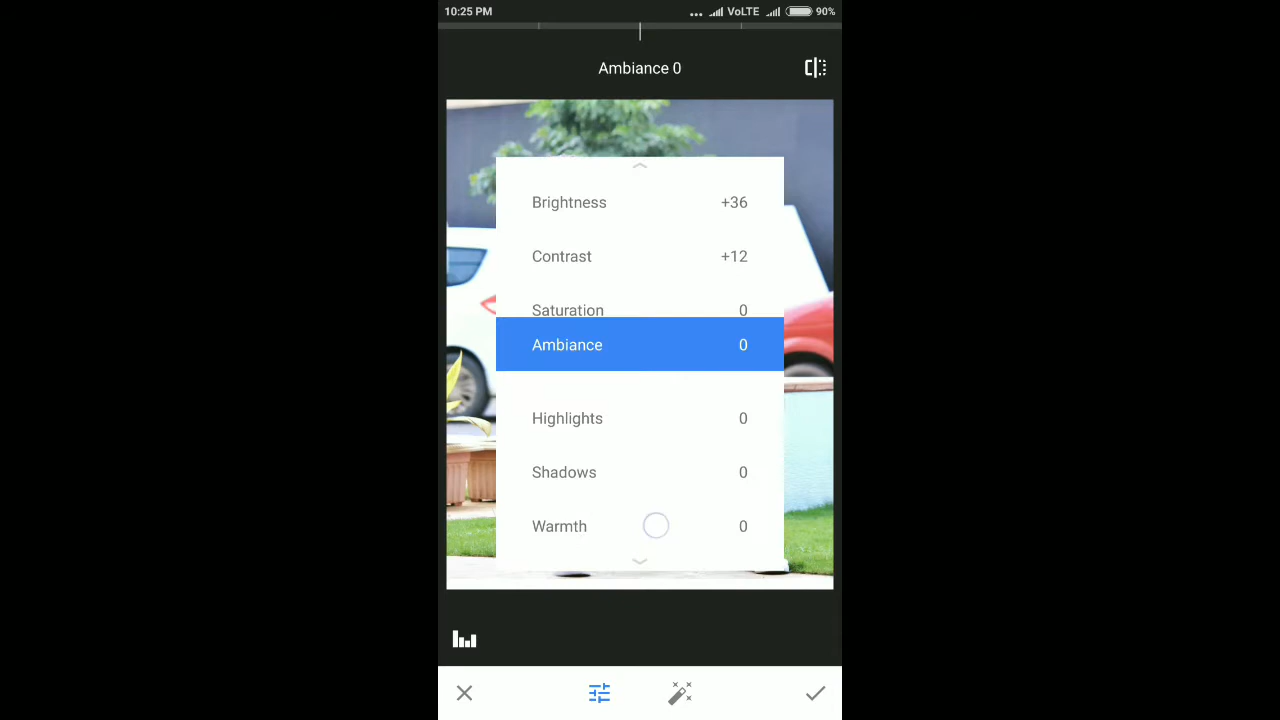 10:25 PM ... VoLTE 90%
Ambiance 0
Brightness +36
Contrast +12
Saturation 0
Ambiance 0
Highlights 0
Shadows 0
Warmth 0